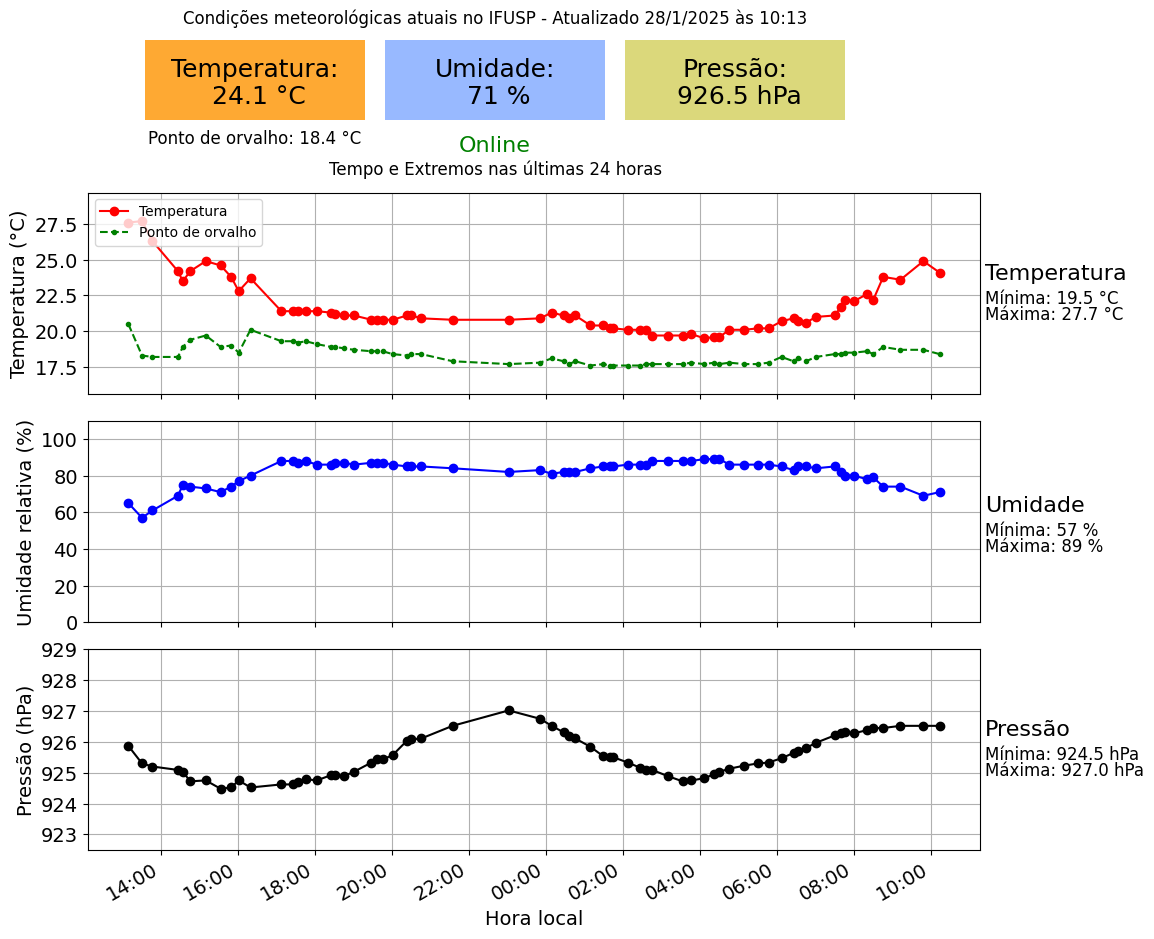 Condições meteorológicas atuais no IFUSP - Atualizado 28/1/2025 às 10:13
Temperatura:
24.1 °C
Umidade:
71 %
Pressão:
926.5 hPa
Ponto de orvalho: 18.4 °C
Online
Tempo e Extremos nas últimas 24 horas
Temperatura (°C)
27.5
25.0
22.5
20.0
17.5
Temperatura
Ponto de orvalho
Temperatura
Mínima: 19.5 °C
Máxima: 27.7 °C
Umidade relativa (%)
100
80
60
40
20
0
Umidade
Mínima: 57 %
Máxima: 89 %
Pressão (hPa)
929
928
927
926
925
924
923
Pressão
Mínima: 924.5 hPa
Máxima: 927.0 hPa
14:00 16:00 18:00 20:00 22:00 00:00 02:00 04:00 06:00 08:00 10:00
Hora local